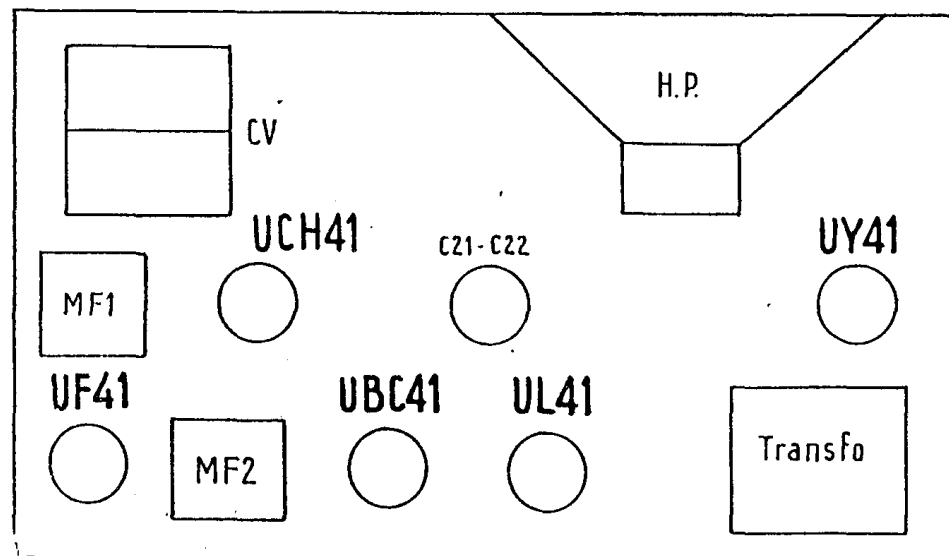 H.P.
CV
UCH41
C21-C22
UY41
MF1
UF41
UBC41
UL41
MF2
Transfo